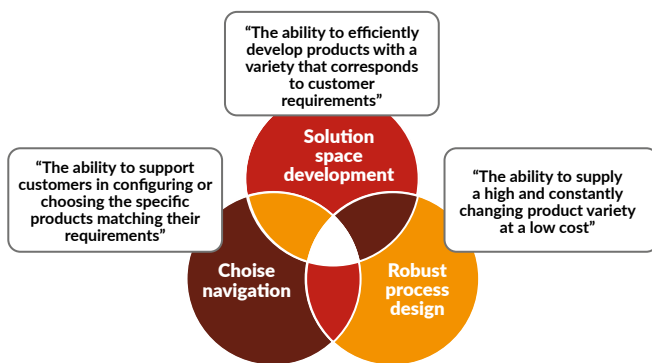 “The ability to efficiently
develop products with a
variety that corresponds
to customer
requirements”
Solution
space
development
“The ability to support
customers in configuring or
choosing the specific
products matching their
requirements”
“The ability to supply
a high and constantly
changing product variety
at a low cost”
Choise
navigation
Robust
process
design